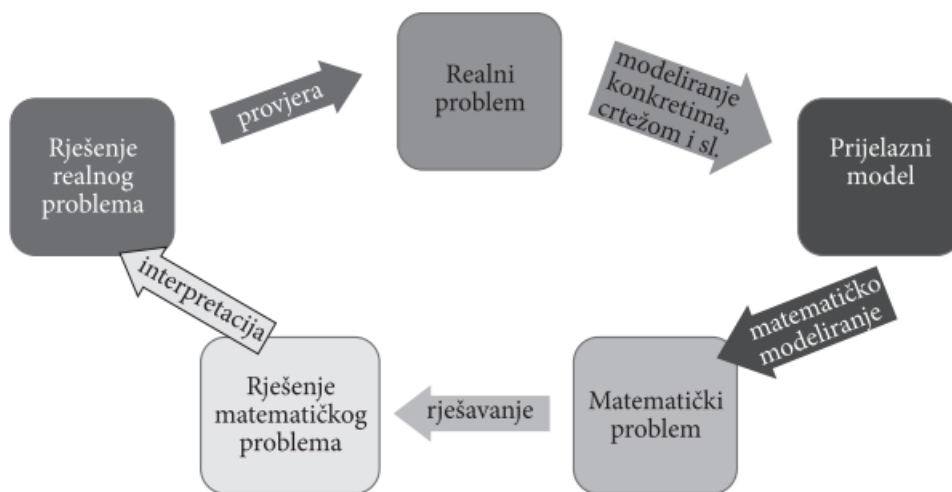 Realni
problem
modeliranje
konkretima,
crtežom i sl.
Prijelazni
model
matematičko
modeliranje
Matematički
problem
rješavanje
Rješenje
matematičkog
problema
interpretacija
Rješenje
realnog
problema
provjera